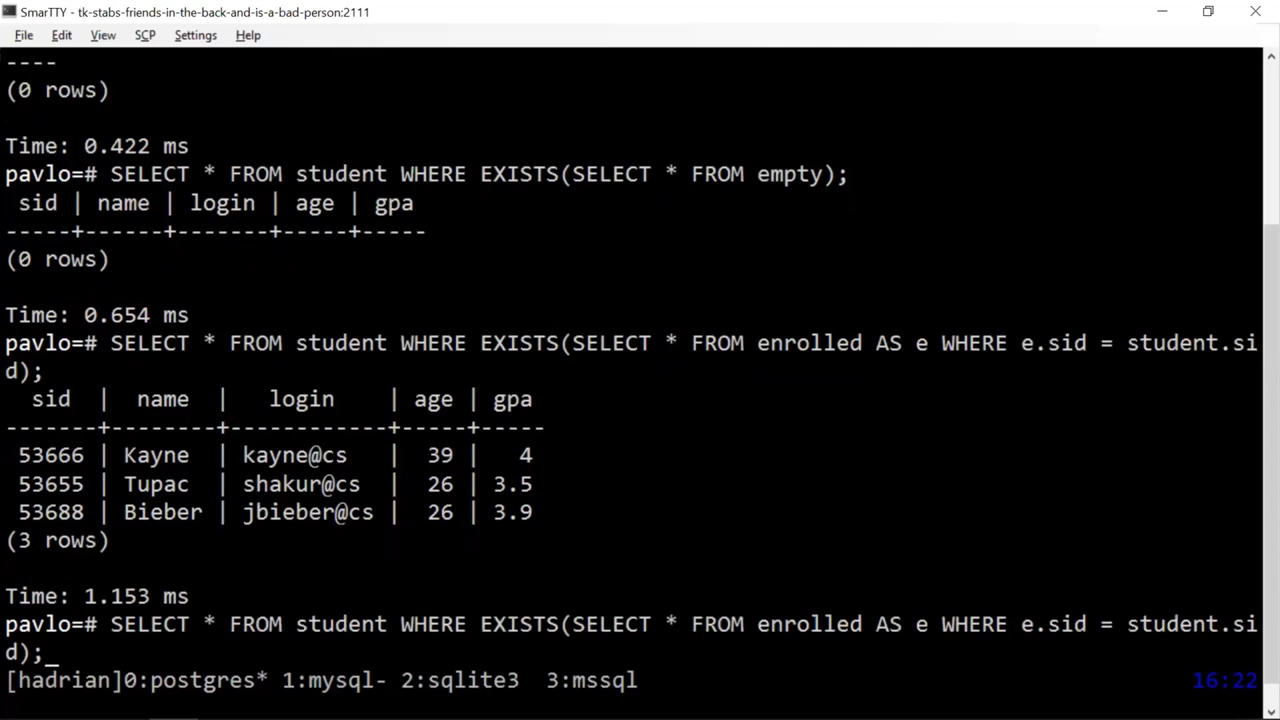 SmarTTY - tk-stabs-friends-in-the-back-and-is-a-bad-person:2111
File Edit View SCP Settings Help
----
(0 rows)
Time: 0.422 ms
pavlo=# SELECT * FROM student WHERE EXISTS(SELECT * FROM empty);
 sid | name | login | age | gpa
-----+------+-------+-----+-----
(0 rows)
Time: 0.654 ms
pavlo=# SELECT * FROM student WHERE EXISTS(SELECT * FROM enrolled AS e WHERE e.sid = student.si
d);
  sid  |  name  |   login    | age | gpa
-------+--------+------------+-----+-----
 53666 | Kayne  | kayne@cs   |  39 |   4
 53655 | Tupac  | shakur@cs  |  26 | 3.5
 53688 | Bieber | jbieber@cs |  26 | 3.9
(3 rows)
Time: 1.153 ms
pavlo=# SELECT * FROM student WHERE EXISTS(SELECT * FROM enrolled AS e WHERE e.sid = student.si
d);_
[hadrian]0:postgres* 1:mysql- 2:sqlite3  3:mssql 16:22